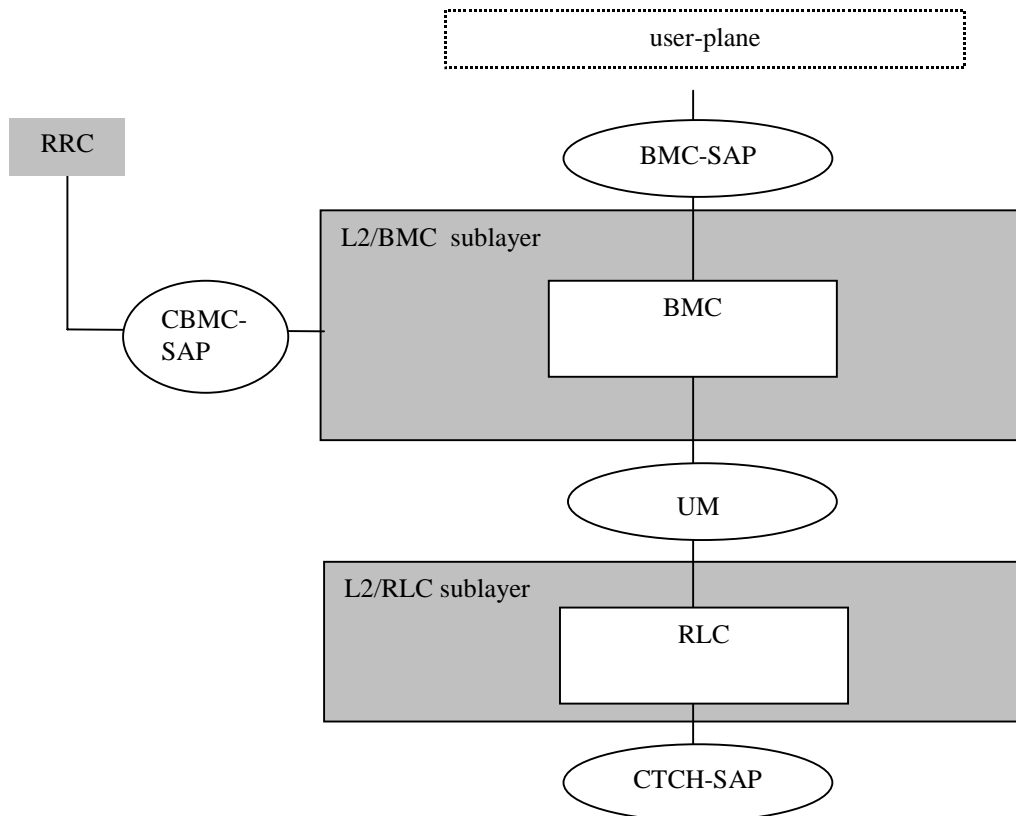 user-plane
RRC
BMC-SAP
L2/BMC sublayer
BMC
CBMC-
SAP
UM
L2/RLC sublayer
RLC
CTCH-SAP